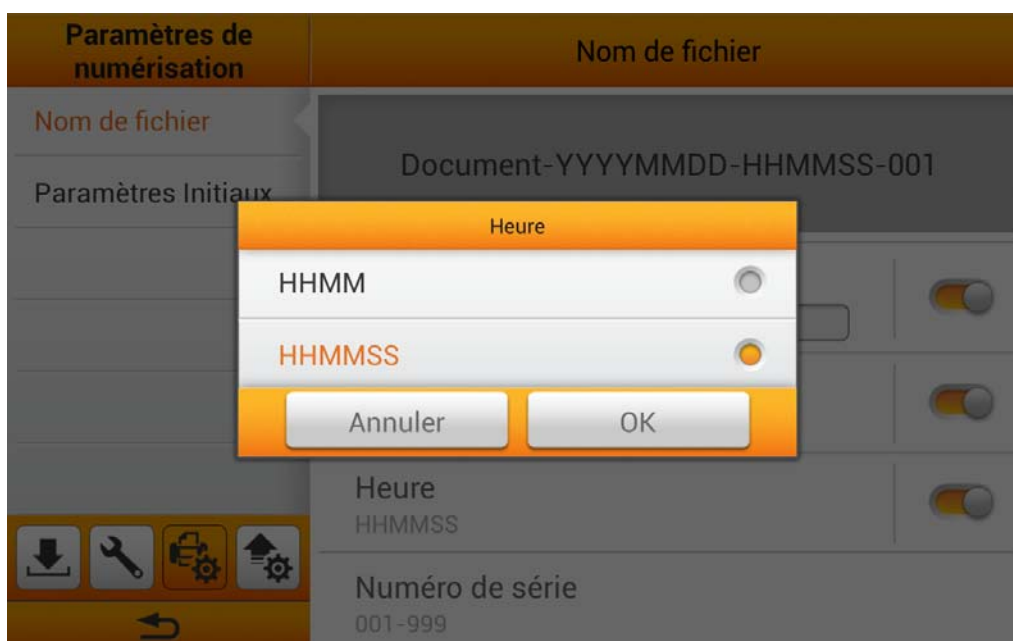 Paramètres de
numérisation
Nom de fichier
Nom de fichier
Paramètres Initiaux
Document-YYYYMMDD-HHMMSS-001
Heure
HHMM
HHMMSS
Annuler
OK
Heure
HHMMSS
Numéro de série
001-999